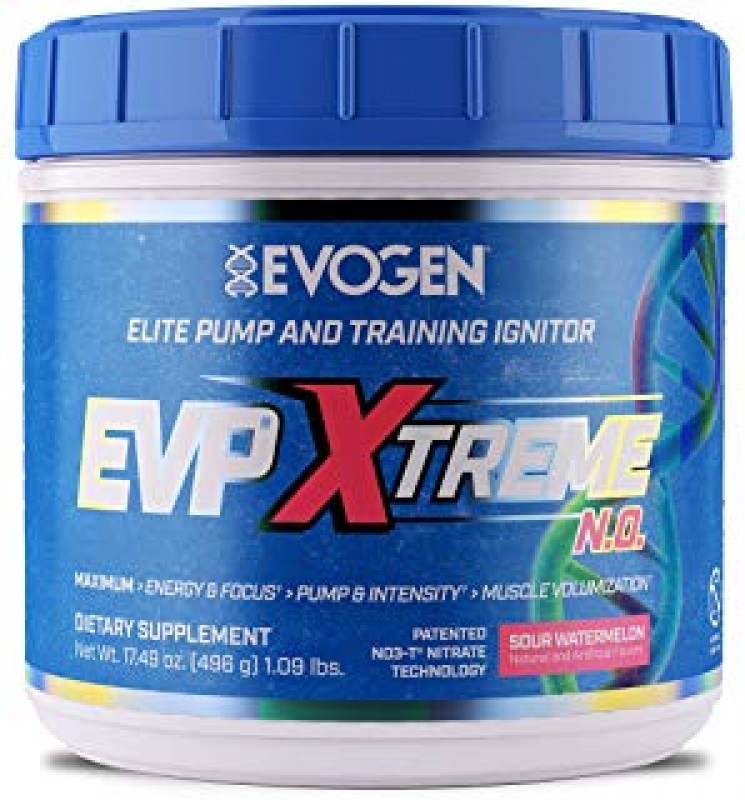 EVOGEN
ELITE PUMP AND TRAINING IGNITOR
EVP® XTREME
N.O.
MAXIMUM > ENERGY & FOCUS† > PUMP & INTENSITY† > MUSCLE VOLUMIZATION†
DIETARY SUPPLEMENT
Net Wt. 17.49 oz. (496 g) 1.09 lbs.
PATENTED
NO3-T® NITRATE
TECHNOLOGY
SOUR WATERMELON
Natural and Artificial Flavors